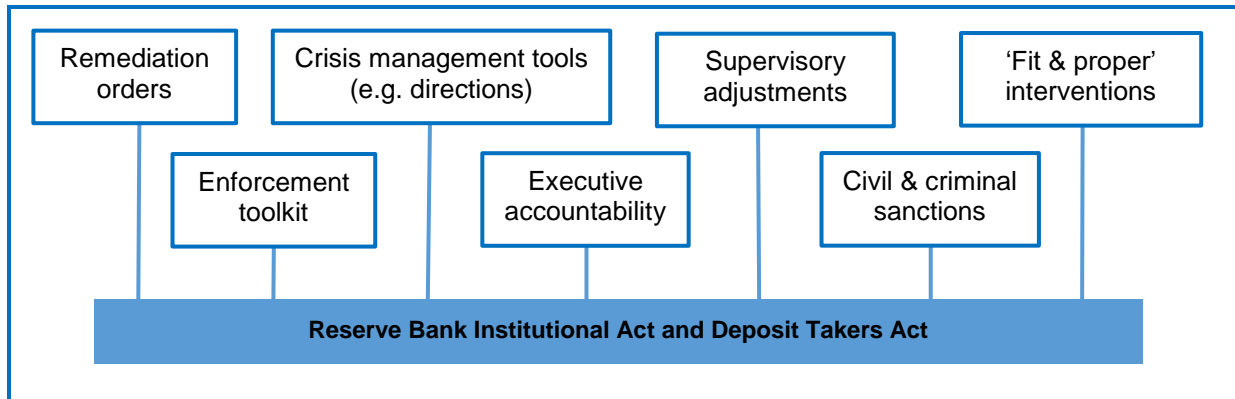 Remediation
orders
Crisis management tools
(e.g. directions)
Supervisory
adjustments
‘Fit & proper’
interventions
Enforcement
toolkit
Executive
accountability
Civil & criminal
sanctions
Reserve Bank Institutional Act and Deposit Takers Act